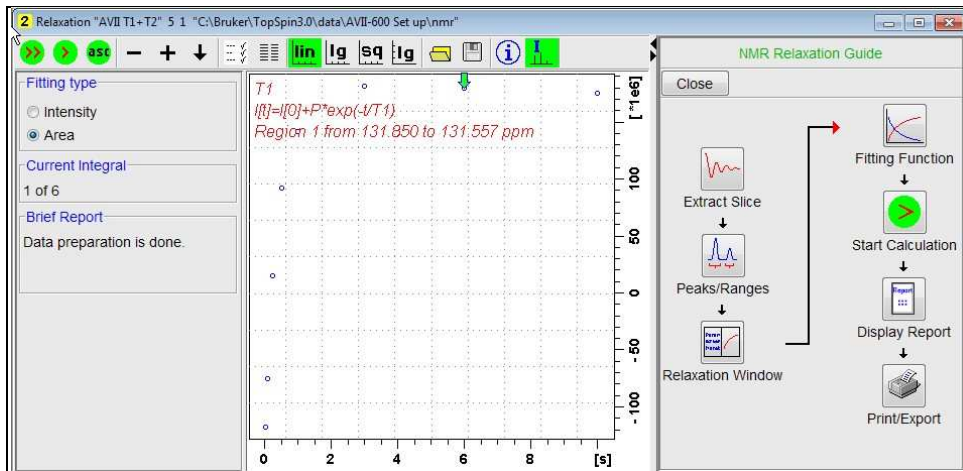 2 Relaxation "AVII T1+T2" 5 1 "C:\Bruker\TopSpin3.0\data\AVII-600 Set up\nmr"
asc lin lg sq lg
Fitting type
Intensity
Area
Current Integral
1 of 6
Brief Report
Data preparation is done.
T1
I[t]=I[0]+P*exp(-t/T1)
Region 1 from 131.850 to 131.557 ppm
[*1e6]
100
50
0
- 50
- 100
0 2 4 6 8 [s]
NMR Relaxation Guide
Close
Extract Slice
Peaks/Ranges
Relaxation Window
Fitting Function
Start Calculation
Report
Display Report
Print/Export